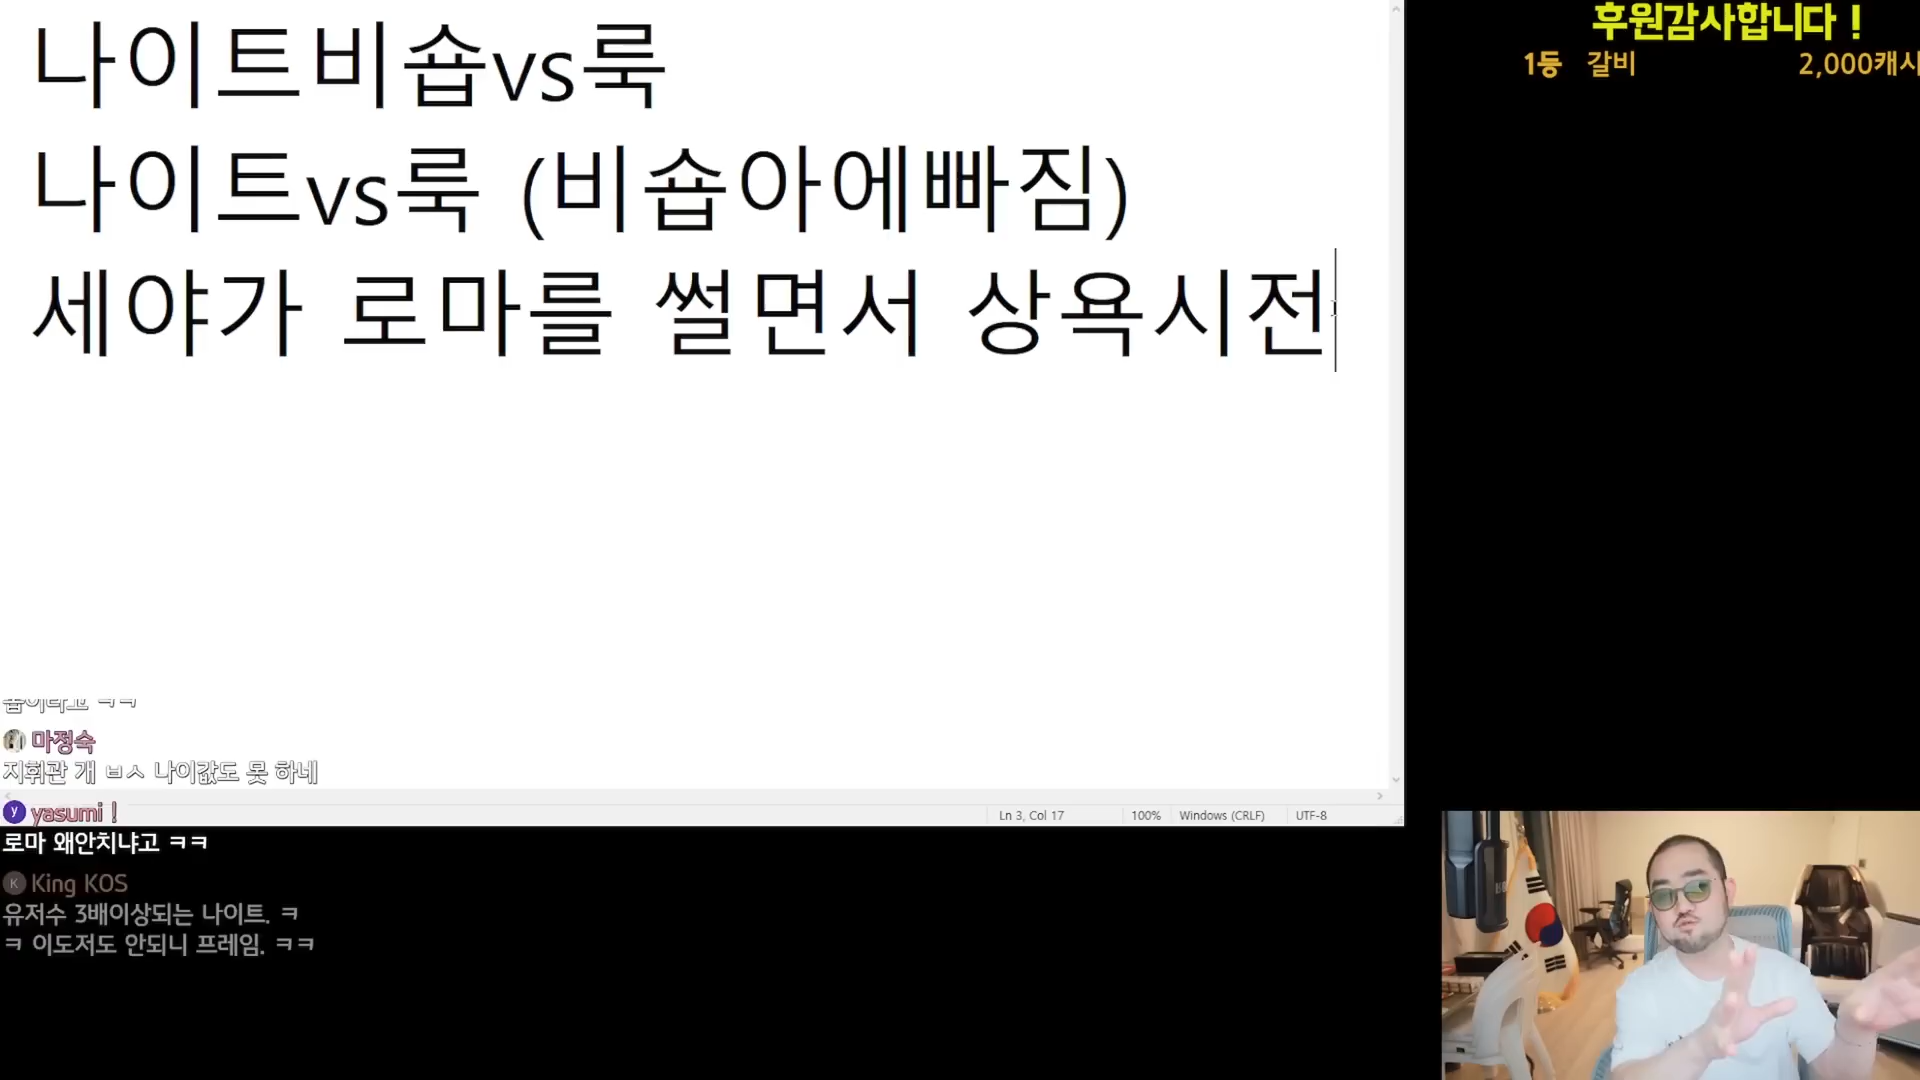 나이트비숍vs룩
나이트vs룩 (비숍아에빠짐)
세야가 로마를 썰면서 상욕시전
마정숙
지휘관 개 ㅂㅅ 나이값도 못 하네
yasumi !
로마 왜안치냐고 ㅋㅋ
King KOS
유저수 3배이상되는 나이트. ㅋ
ㅋ 이도저도 안되니 프레임. ㅋㅋ
Ln 3, Col 17
100%
Windows (CRLF)
UTF-8
후원감사합니다 !
1등 갈비 2,000캐시